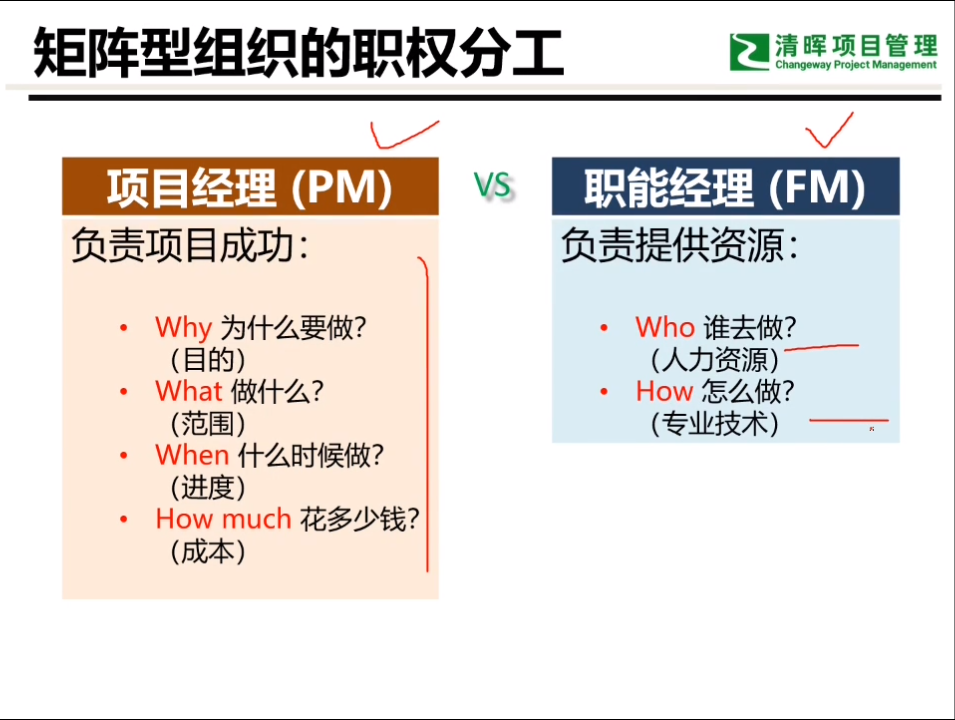 矩阵型组织的职权分工
清晖项目管理
Changeway Project Management
项目经理 (PM)
VS
职能经理 (FM)
负责项目成功：
• Why 为什么要做？
（目的）
• What 做什么？
（范围）
• When 什么时候做？
（进度）
• How much 花多少钱？
（成本）
负责提供资源：
• Who 谁去做？
（人力资源）
• How 怎么做？
（专业技术）